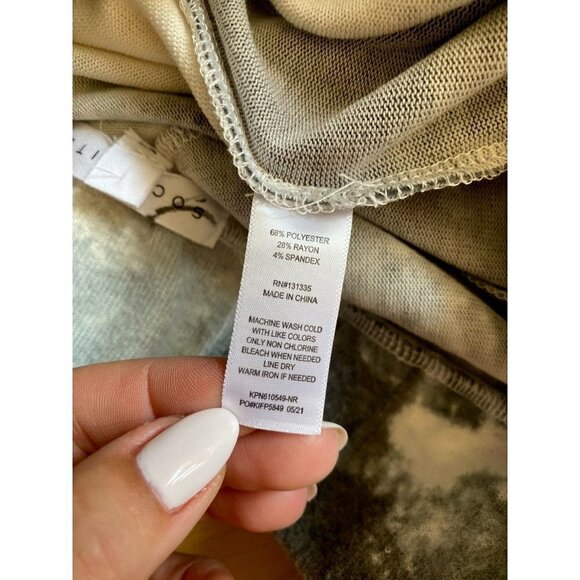 68% POLYESTER
28% RAYON
4% SPANDEX
RN#131335
MADE IN CHINA
MACHINE WASH COLD
WITH LIKE COLORS
ONLY NON CHLORINE
BLEACH WHEN NEEDED
LINE DRY
WARM IRON IF NEEDED
KPN610549-NR
PO#KIFP5849 05/21